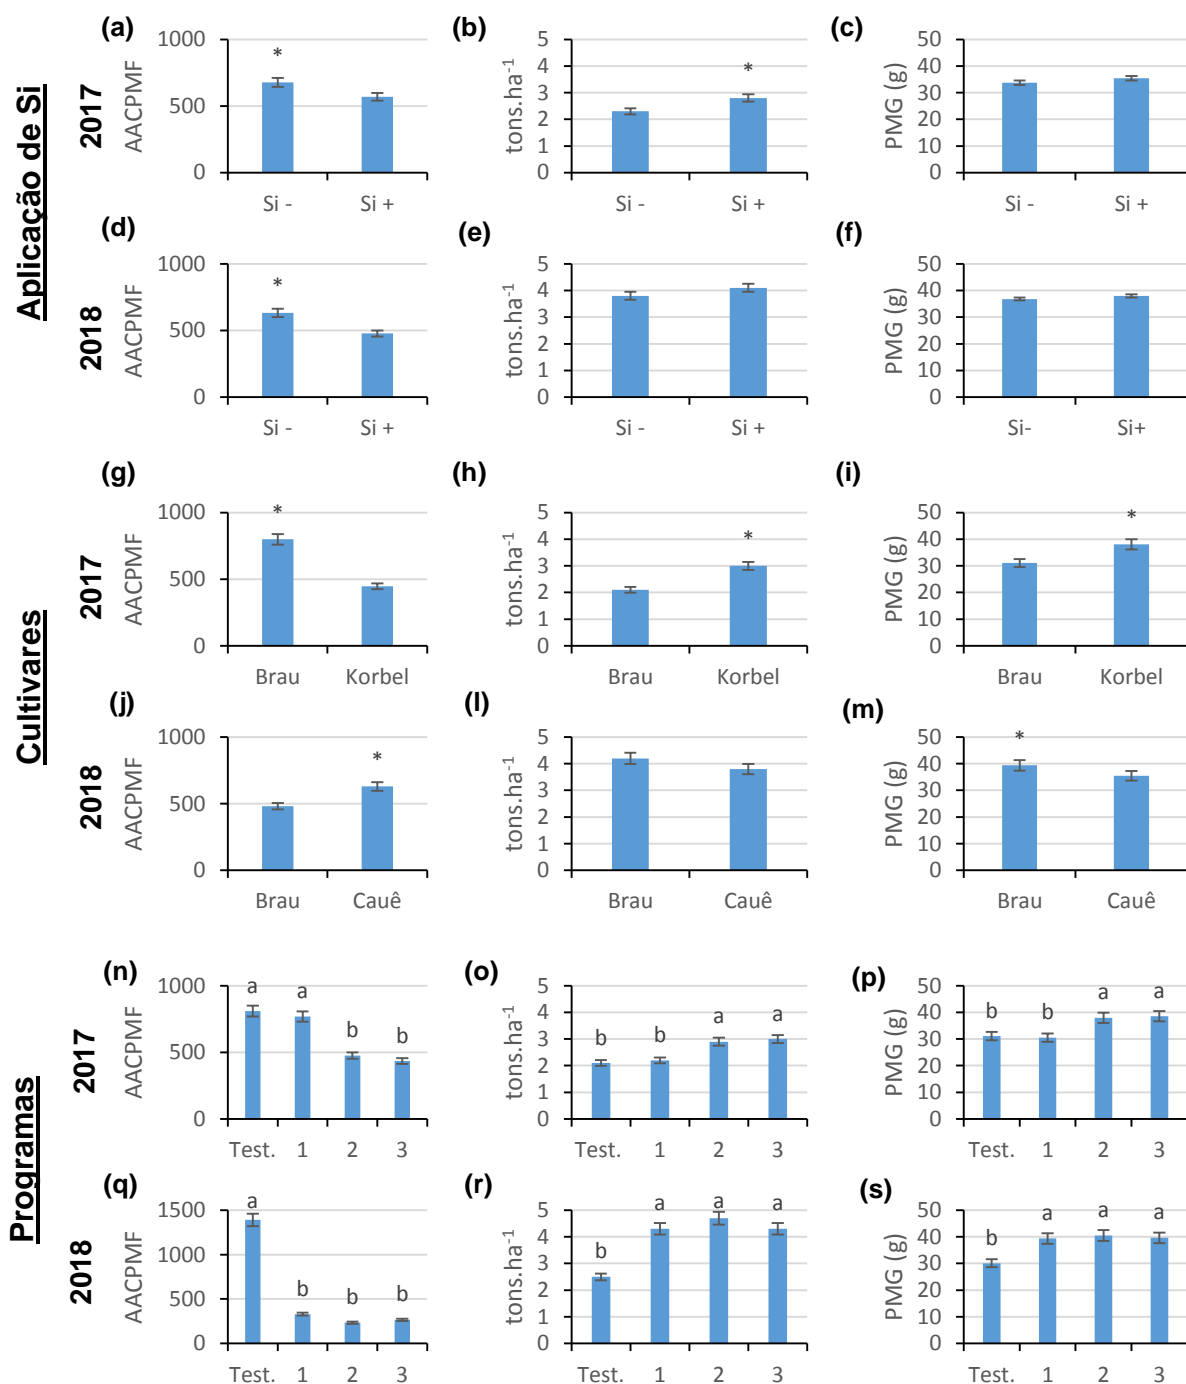 Aplicação de Si
2017
(a)
AACPMF
1000
500
0
*
Si - Si +
(b)
tons.ha⁻¹
5
4
3
2
1
0
*
Si - Si +
(c)
PMG (g)
50
40
30
20
10
0
Si - Si +
2018
(d)
AACPMF
1000
500
0
*
Si - Si +
(e)
tons.ha⁻¹
5
4
3
2
1
0
Si - Si +
(f)
PMG (g)
50
40
30
20
10
0
Si- Si+
Cultivares
2017
(g)
AACPMF
1000
500
0
*
Brau Korbel
(h)
tons.ha⁻¹
5
4
3
2
1
0
*
Brau Korbel
(i)
PMG (g)
50
40
30
20
10
0
*
Brau Korbel
2018
(j)
AACPMF
1000
500
0
*
Brau Cauê
(l)
tons.ha⁻¹
5
4
3
2
1
0
Brau Cauê
(m)
PMG (g)
50
40
30
20
10
0
*
Brau Cauê
Programas
2017
(n)
AACPMF
1000
500
0
a a b b
Test. 1 2 3
(o)
tons.ha⁻¹
5
4
3
2
1
0
b b a a
Test. 1 2 3
(p)
PMG (g)
50
40
30
20
10
0
b b a a
Test. 1 2 3
2018
(q)
AACPMF
1500
1000
500
0
a b b b
Test. 1 2 3
(r)
tons.ha⁻¹
5
4
3
2
1
0
b a a a
Test. 1 2 3
(s)
PMG (g)
50
40
30
20
10
0
b a a a
Test. 1 2 3